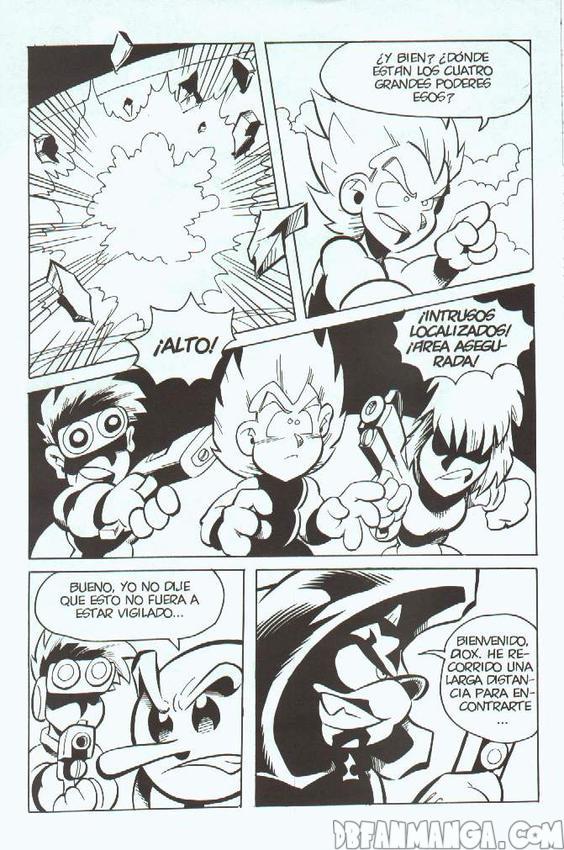 ¿Y BIEN? ¿DÓNDE
ESTÁN LOS CUATRO
GRANDES PODERES
ESOS?
¡ALTO!
¡INTRUSOS
LOCALIZADOS!
¡ÁREA ASEGU-
RADA!
BUENO, YO NO DIJE
QUE ESTO NO FUERA A
ESTAR VIGILADO...
BIENVENIDO,
DIOX. HE RE-
CORRIDO UNA
LARGA DISTAN-
CIA PARA EN-
CONTRARTE
...
DBFANMANGA.COM